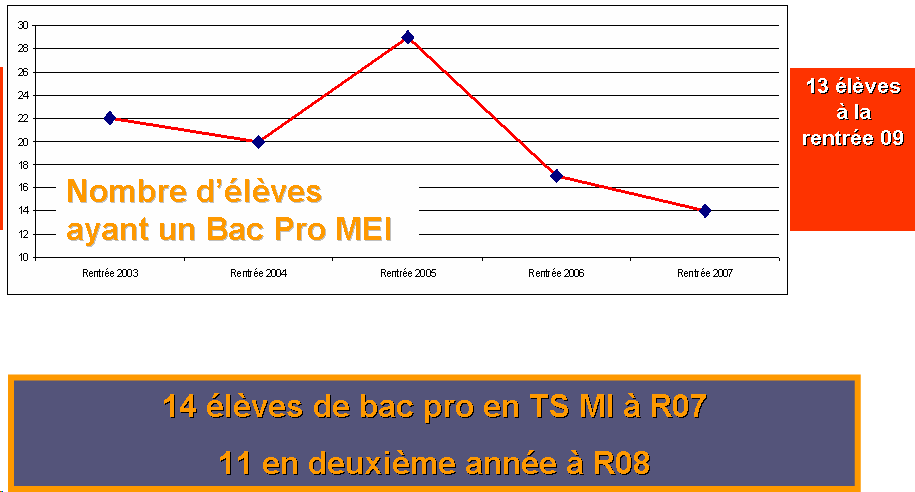 30
28
26
24
22
20
18
16
14
12
10
Nombre d’élèves
ayant un Bac Pro MEI
Rentrée 2003 Rentrée 2004 Rentrée 2005 Rentrée 2006 Rentrée 2007
13 élèves
à la
rentrée 09
14 élèves de bac pro en TS MI à R07
11 en deuxième année à R08